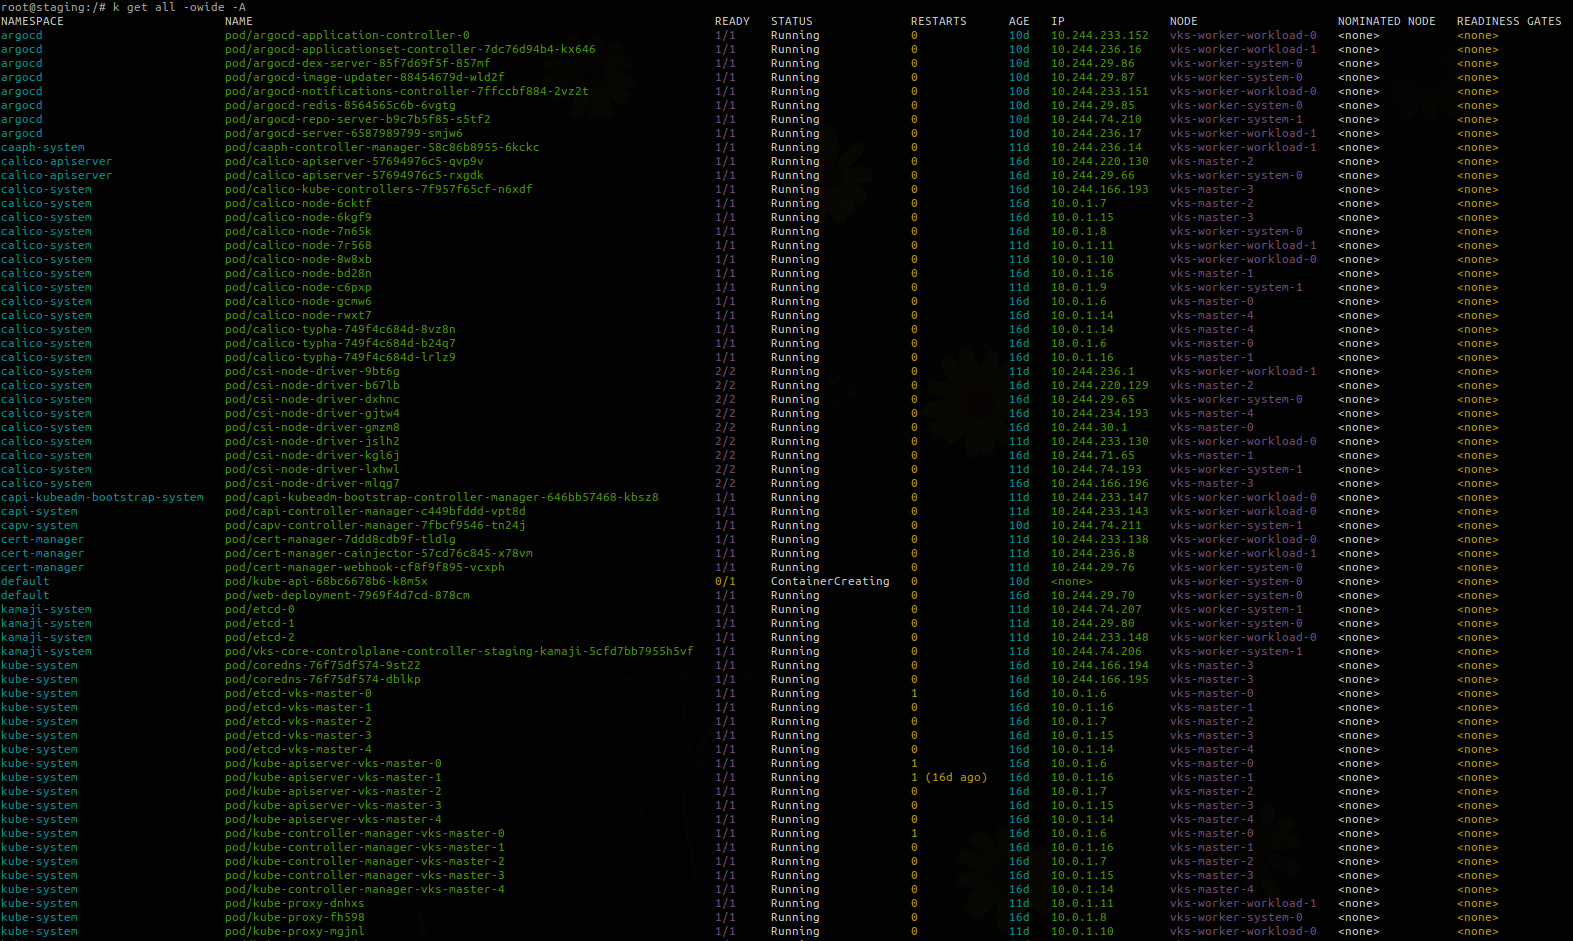 root@staging:/# k get all -owide -A
NAMESPACE NAME READY STATUS RESTARTS AGE IP NODE NOMINATED NODE READINESS GATES
argocd pod/argocd-application-controller-0 1/1 Running 0 10d 10.244.233.152 vks-worker-workload-0 <none> <none>
argocd pod/argocd-applicationset-controller-7dc76d94b4-kx646 1/1 Running 0 10d 10.244.236.16 vks-worker-workload-1 <none> <none>
argocd pod/argocd-dex-server-85f7d69f5f-857mf 1/1 Running 0 10d 10.244.29.86 vks-worker-system-0 <none> <none>
argocd pod/argocd-image-updater-88454679d-wld2f 1/1 Running 0 10d 10.244.29.87 vks-worker-system-0 <none> <none>
argocd pod/argocd-notifications-controller-7ffccbf884-2vz2t 1/1 Running 0 10d 10.244.233.151 vks-worker-workload-0 <none> <none>
argocd pod/argocd-redis-8564565c6b-6vgtg 1/1 Running 0 10d 10.244.29.85 vks-worker-system-0 <none> <none>
argocd pod/argocd-repo-server-b9c7b5f85-s5tf2 1/1 Running 0 10d 10.244.74.210 vks-worker-system-1 <none> <none>
argocd pod/argocd-server-6587989799-smjw6 1/1 Running 0 10d 10.244.236.17 vks-worker-workload-1 <none> <none>
caaph-system pod/caaph-controller-manager-58c86b8955-6kckc 1/1 Running 0 11d 10.244.236.14 vks-worker-workload-1 <none> <none>
calico-apiserver pod/calico-apiserver-57694976c5-qvp9v 1/1 Running 0 16d 10.244.220.130 vks-master-2 <none> <none>
calico-apiserver pod/calico-apiserver-57694976c5-rxgdk 1/1 Running 0 16d 10.244.29.66 vks-worker-system-0 <none> <none>
calico-system pod/calico-kube-controllers-7f957f65cf-n6xdf 1/1 Running 0 16d 10.244.166.193 vks-master-3 <none> <none>
calico-system pod/calico-node-6cktf 1/1 Running 0 16d 10.0.1.7 vks-master-2 <none> <none>
calico-system pod/calico-node-6kgf9 1/1 Running 0 16d 10.0.1.15 vks-master-3 <none> <none>
calico-system pod/calico-node-7n65k 1/1 Running 0 16d 10.0.1.8 vks-worker-system-0 <none> <none>
calico-system pod/calico-node-7r568 1/1 Running 0 11d 10.0.1.11 vks-worker-workload-1 <none> <none>
calico-system pod/calico-node-8w8xb 1/1 Running 0 11d 10.0.1.10 vks-worker-workload-0 <none> <none>
calico-system pod/calico-node-bd28n 1/1 Running 0 16d 10.0.1.16 vks-master-1 <none> <none>
calico-system pod/calico-node-c6pxp 1/1 Running 0 11d 10.0.1.9 vks-worker-system-1 <none> <none>
calico-system pod/calico-node-gcmw6 1/1 Running 0 16d 10.0.1.6 vks-master-0 <none> <none>
calico-system pod/calico-node-rwxt7 1/1 Running 0 16d 10.0.1.14 vks-master-4 <none> <none>
calico-system pod/calico-typha-749f4c684d-8vz8n 1/1 Running 0 16d 10.0.1.14 vks-master-4 <none> <none>
calico-system pod/calico-typha-749f4c684d-b24q7 1/1 Running 0 16d 10.0.1.6 vks-master-0 <none> <none>
calico-system pod/calico-typha-749f4c684d-lrlz9 1/1 Running 0 16d 10.0.1.16 vks-master-1 <none> <none>
calico-system pod/csi-node-driver-9bt6g 2/2 Running 0 11d 10.244.236.1 vks-worker-workload-1 <none> <none>
calico-system pod/csi-node-driver-b67lb 2/2 Running 0 16d 10.244.220.129 vks-master-2 <none> <none>
calico-system pod/csi-node-driver-dxhnc 2/2 Running 0 16d 10.244.29.65 vks-worker-system-0 <none> <none>
calico-system pod/csi-node-driver-gjtw4 2/2 Running 0 16d 10.244.234.193 vks-master-4 <none> <none>
calico-system pod/csi-node-driver-gmzm8 2/2 Running 0 16d 10.244.30.1 vks-master-0 <none> <none>
calico-system pod/csi-node-driver-jslh2 2/2 Running 0 11d 10.244.233.130 vks-worker-workload-0 <none> <none>
calico-system pod/csi-node-driver-kgl6j 2/2 Running 0 16d 10.244.71.65 vks-master-1 <none> <none>
calico-system pod/csi-node-driver-lxhwl 2/2 Running 0 11d 10.244.74.193 vks-worker-system-1 <none> <none>
calico-system pod/csi-node-driver-mlqg7 2/2 Running 0 16d 10.244.166.196 vks-master-3 <none> <none>
capi-kubeadm-bootstrap-system pod/capi-kubeadm-bootstrap-controller-manager-646bb57468-kbsz8 1/1 Running 0 11d 10.244.233.147 vks-worker-workload-0 <none> <none>
capi-system pod/capi-controller-manager-c449bfddd-vpt8d 1/1 Running 0 11d 10.244.233.143 vks-worker-workload-0 <none> <none>
capv-system pod/capv-controller-manager-7fbcf9546-tn24j 1/1 Running 0 10d 10.244.74.211 vks-worker-system-1 <none> <none>
cert-manager pod/cert-manager-7ddd8cdb9f-tldlg 1/1 Running 0 11d 10.244.233.138 vks-worker-workload-0 <none> <none>
cert-manager pod/cert-manager-cainjector-57cd76c845-x78vm 1/1 Running 0 11d 10.244.236.8 vks-worker-workload-1 <none> <none>
cert-manager pod/cert-manager-webhook-cf8f9f895-vcxph 1/1 Running 0 11d 10.244.29.76 vks-worker-system-0 <none> <none>
default pod/kube-api-68bc6678b6-k8m5x 0/1 ContainerCreating 0 10d <none> vks-worker-system-0 <none> <none>
default pod/web-deployment-7969f4d7cd-878cm 1/1 Running 0 11d 10.244.29.70 vks-worker-system-0 <none> <none>
kamaji-system pod/etcd-0 1/1 Running 0 11d 10.244.74.207 vks-worker-system-1 <none> <none>
kamaji-system pod/etcd-1 1/1 Running 0 11d 10.244.29.80 vks-worker-system-0 <none> <none>
kamaji-system pod/etcd-2 1/1 Running 0 11d 10.244.233.148 vks-worker-workload-0 <none> <none>
kamaji-system pod/vks-core-controlplane-controller-staging-kamaji-5cfd7bb7955h5vf 1/1 Running 0 11d 10.244.74.206 vks-worker-system-1 <none> <none>
kube-system pod/coredns-76f75df574-9st22 1/1 Running 0 16d 10.244.166.194 vks-master-3 <none> <none>
kube-system pod/coredns-76f75df574-dblkp 1/1 Running 0 16d 10.244.166.195 vks-master-3 <none> <none>
kube-system pod/etcd-vks-master-0 1/1 Running 1 16d 10.0.1.6 vks-master-0 <none> <none>
kube-system pod/etcd-vks-master-1 1/1 Running 0 16d 10.0.1.16 vks-master-1 <none> <none>
kube-system pod/etcd-vks-master-2 1/1 Running 0 16d 10.0.1.7 vks-master-2 <none> <none>
kube-system pod/etcd-vks-master-3 1/1 Running 0 16d 10.0.1.15 vks-master-3 <none> <none>
kube-system pod/etcd-vks-master-4 1/1 Running 0 16d 10.0.1.14 vks-master-4 <none> <none>
kube-system pod/kube-apiserver-vks-master-0 1/1 Running 1 16d 10.0.1.6 vks-master-0 <none> <none>
kube-system pod/kube-apiserver-vks-master-1 1/1 Running 1 (16d ago) 16d 10.0.1.16 vks-master-1 <none> <none>
kube-system pod/kube-apiserver-vks-master-2 1/1 Running 0 16d 10.0.1.7 vks-master-2 <none> <none>
kube-system pod/kube-apiserver-vks-master-3 1/1 Running 0 16d 10.0.1.15 vks-master-3 <none> <none>
kube-system pod/kube-apiserver-vks-master-4 1/1 Running 0 16d 10.0.1.14 vks-master-4 <none> <none>
kube-system pod/kube-controller-manager-vks-master-0 1/1 Running 1 16d 10.0.1.6 vks-master-0 <none> <none>
kube-system pod/kube-controller-manager-vks-master-1 1/1 Running 0 16d 10.0.1.16 vks-master-1 <none> <none>
kube-system pod/kube-controller-manager-vks-master-2 1/1 Running 0 16d 10.0.1.7 vks-master-2 <none> <none>
kube-system pod/kube-controller-manager-vks-master-3 1/1 Running 0 16d 10.0.1.15 vks-master-3 <none> <none>
kube-system pod/kube-controller-manager-vks-master-4 1/1 Running 0 16d 10.0.1.14 vks-master-4 <none> <none>
kube-system pod/kube-proxy-dnhxs 1/1 Running 0 11d 10.0.1.11 vks-worker-workload-1 <none> <none>
kube-system pod/kube-proxy-fh598 1/1 Running 0 16d 10.0.1.8 vks-worker-system-0 <none> <none>
kube-system pod/kube-proxy-mgjnl 1/1 Running 0 11d 10.0.1.10 vks-worker-workload-0 <none> <none>